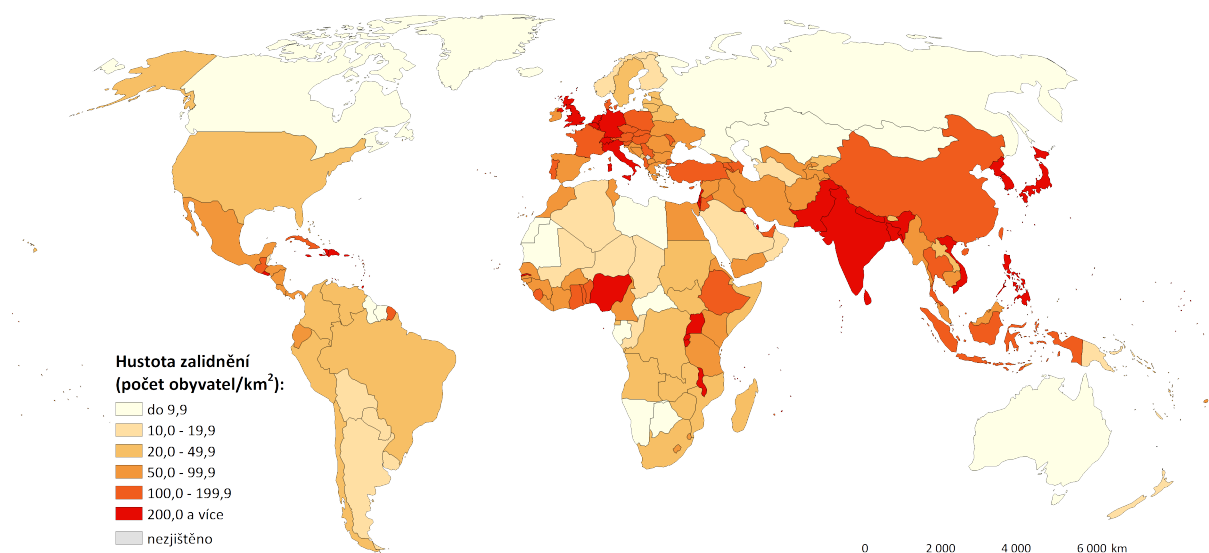 Hustota zalidnění
(počet obyvatel/km²):
do 9,9
10,0 - 19,9
20,0 - 49,9
50,0 - 99,9
100,0 - 199,9
200,0 a více
nezjištěno
0 2 000 4 000 6 000 km